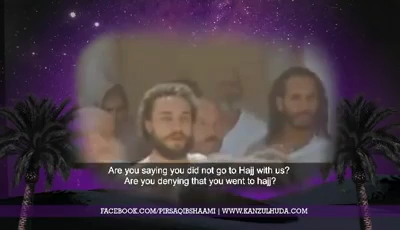 Are you saying you did not go to Hajj with us?
Are you denying that you went to hajj?
FACEBOOK.COM/PIRSAQIBSHAAMI | WWW.KANZULHUDA.COM